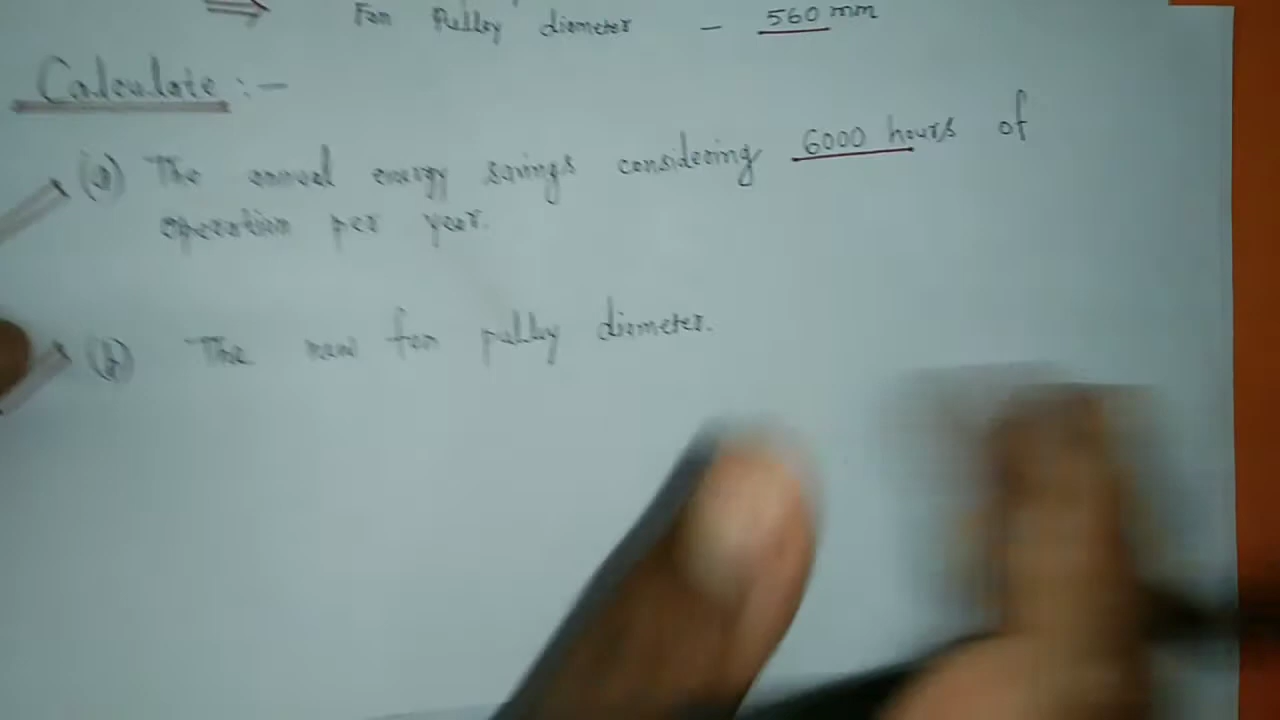 ⇒ Fan Pulley diameter – 560 mm
Calculate :-
(a) The annual energy savings considering 6000 hours of
operation per year.
(b) The new fan pulley diameter.